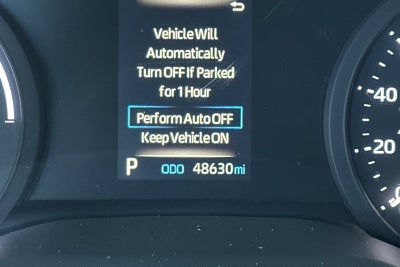 Vehicle Will
Automatically
Turn OFF If Parked
for 1 Hour
Perform Auto OFF
Keep Vehicle ON
P ODO 48630 mi
40
20